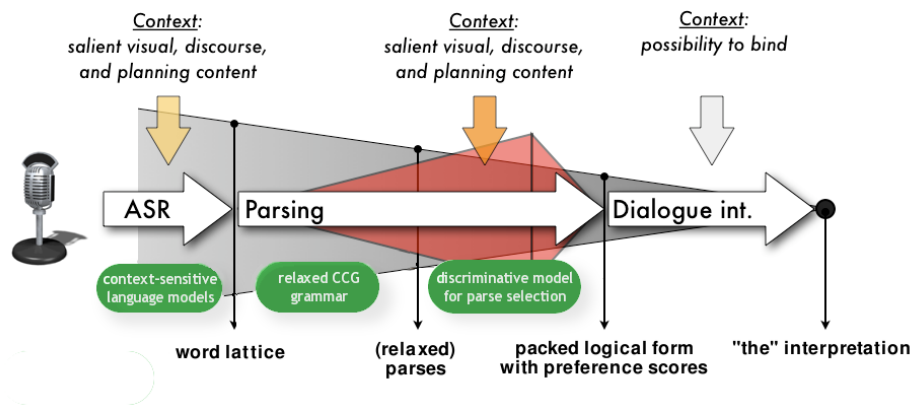 Context:
salient visual, discourse,
and planning content
Context:
salient visual, discourse,
and planning content
Context:
possibility to bind
ASR
Parsing
Dialogue int.
context-sensitive
language models
relaxed CCG
grammar
discriminative model
for parse selection
word lattice
(relaxed)
parses
packed logical form
with preference scores
"the" interpretation